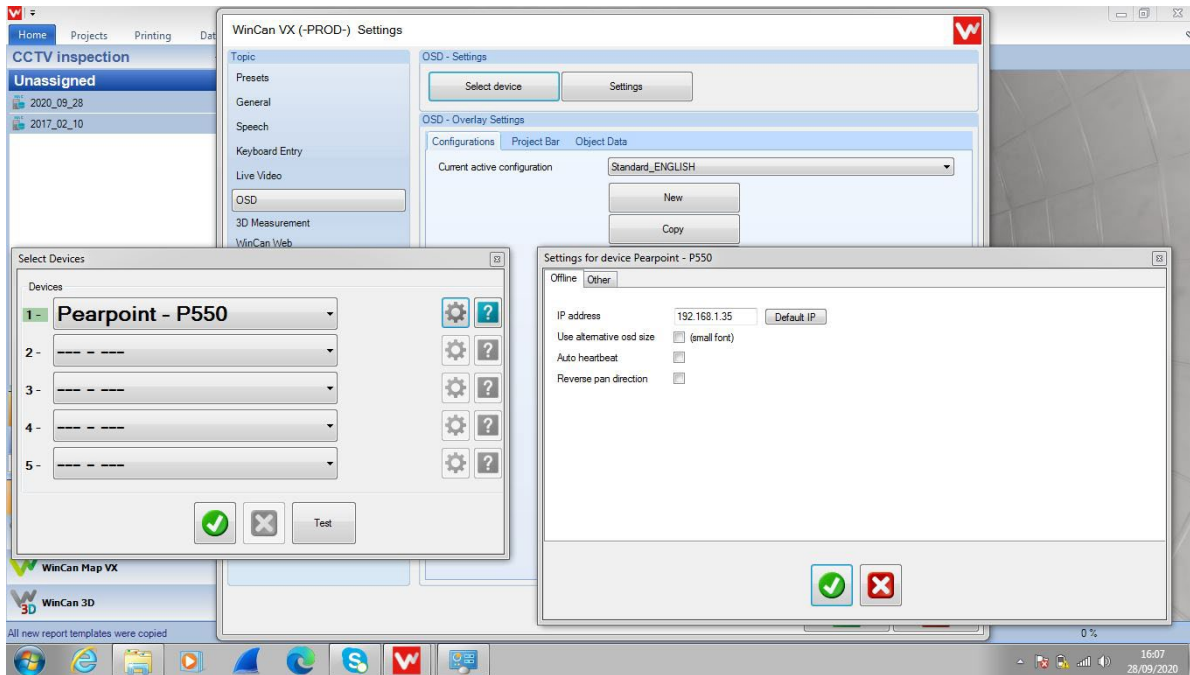 WinCan VX (-PROD-) Settings
Home Projects Printing Dat
CCTV inspection
Unassigned
2020_09_28
2017_02_10
Topic
Presets
General
Speech
Keyboard Entry
Live Video
OSD
3D Measurement
WinCan Web
OSD - Settings
Select device Settings
OSD - Overlay Settings
Configurations Project Bar Object Data
Current active configuration Standard_ENGLISH
New
Copy
Select Devices
Devices
1 - Pearpoint - P550 ?
2 - --- - --- ?
3 - --- - --- ?
4 - --- - --- ?
5 - --- - --- ?
Test
Settings for device Pearpoint - P550
Offline Other
IP address 192.168.1.35 Default IP
Use alternative osd size (small font)
Auto heartbeat
Reverse pan direction
WinCan Map VX
3D WinCan 3D
All new report templates were copied 0 %
16:07
28/09/2020